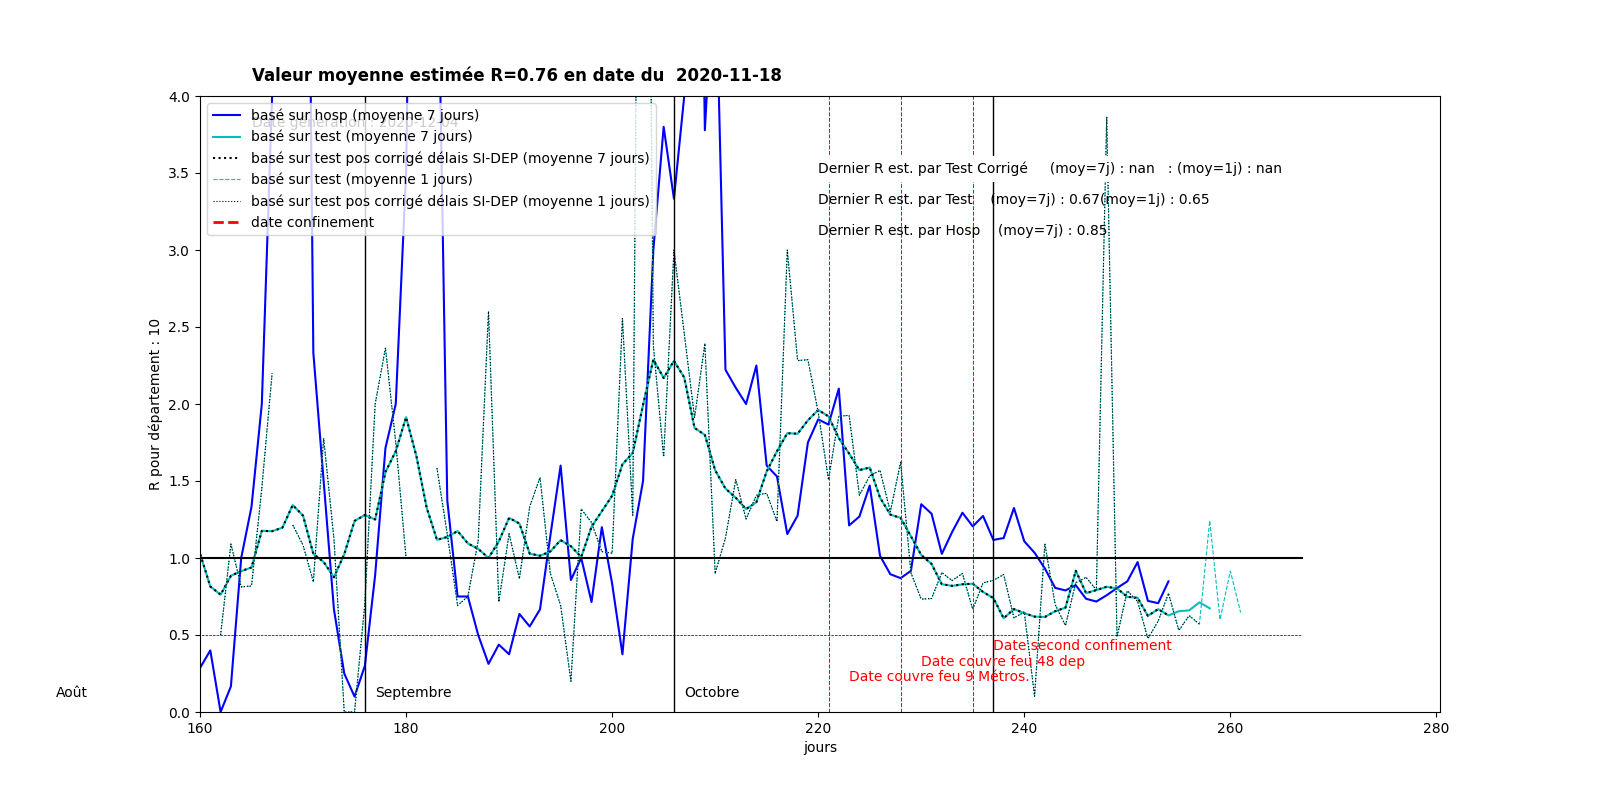 Valeur moyenne estimée R=0.76 en date du  2020-11-18
4.0
3.5
3.0
2.5
2.0
1.5
1.0
0.5
0.0
R pour département : 10
basé sur hosp (moyenne 7 jours)
basé sur test (moyenne 7 jours)
basé sur test pos corrigé délais SI-DEP (moyenne 7 jours)
basé sur test (moyenne 1 jours)
basé sur test pos corrigé délais SI-DEP (moyenne 1 jours)
date confinement
Dernier R est. par Test Corrigé     (moy=7j) : nan   : (moy=1j) : nan
Dernier R est. par Test    (moy=7j) : 0.67(moy=1j) : 0.65
Dernier R est. par Hosp    (moy=7j) : 0.85
Date second confinement
Date couvre feu 48 dep
Date couvre feu 9 Métros.
Août
Septembre
Octobre
160 180 200 220 240 260 280
jours